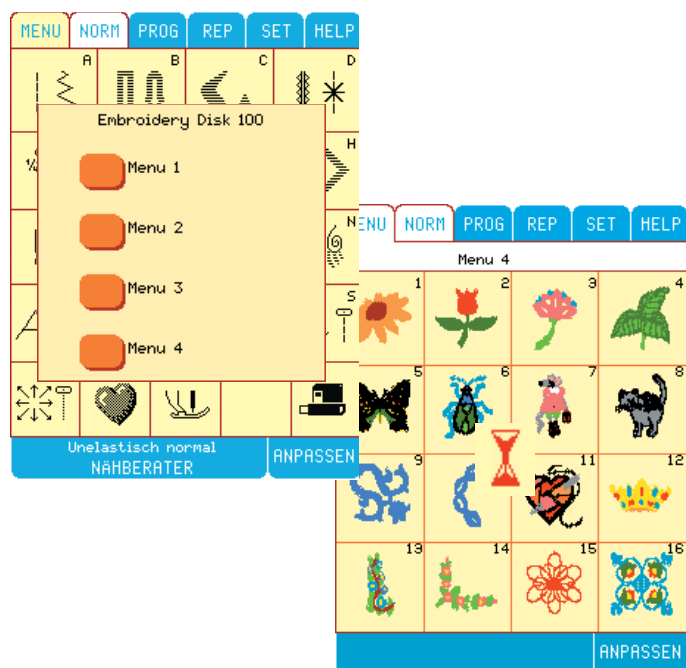 MENU NORM PROG REP SET HELP
A B C D
Embroidery Disk 100
H
Menu 1
Menu 2
N
Menu 3
S
Menu 4
Unelastisch normal
NÄHBERATER
ANPASSEN
ENU NORM PROG REP SET HELP
Menu 4
1 2 3 4
5 6 7 8
9 11 12
13 14 15 16
ANPASSEN